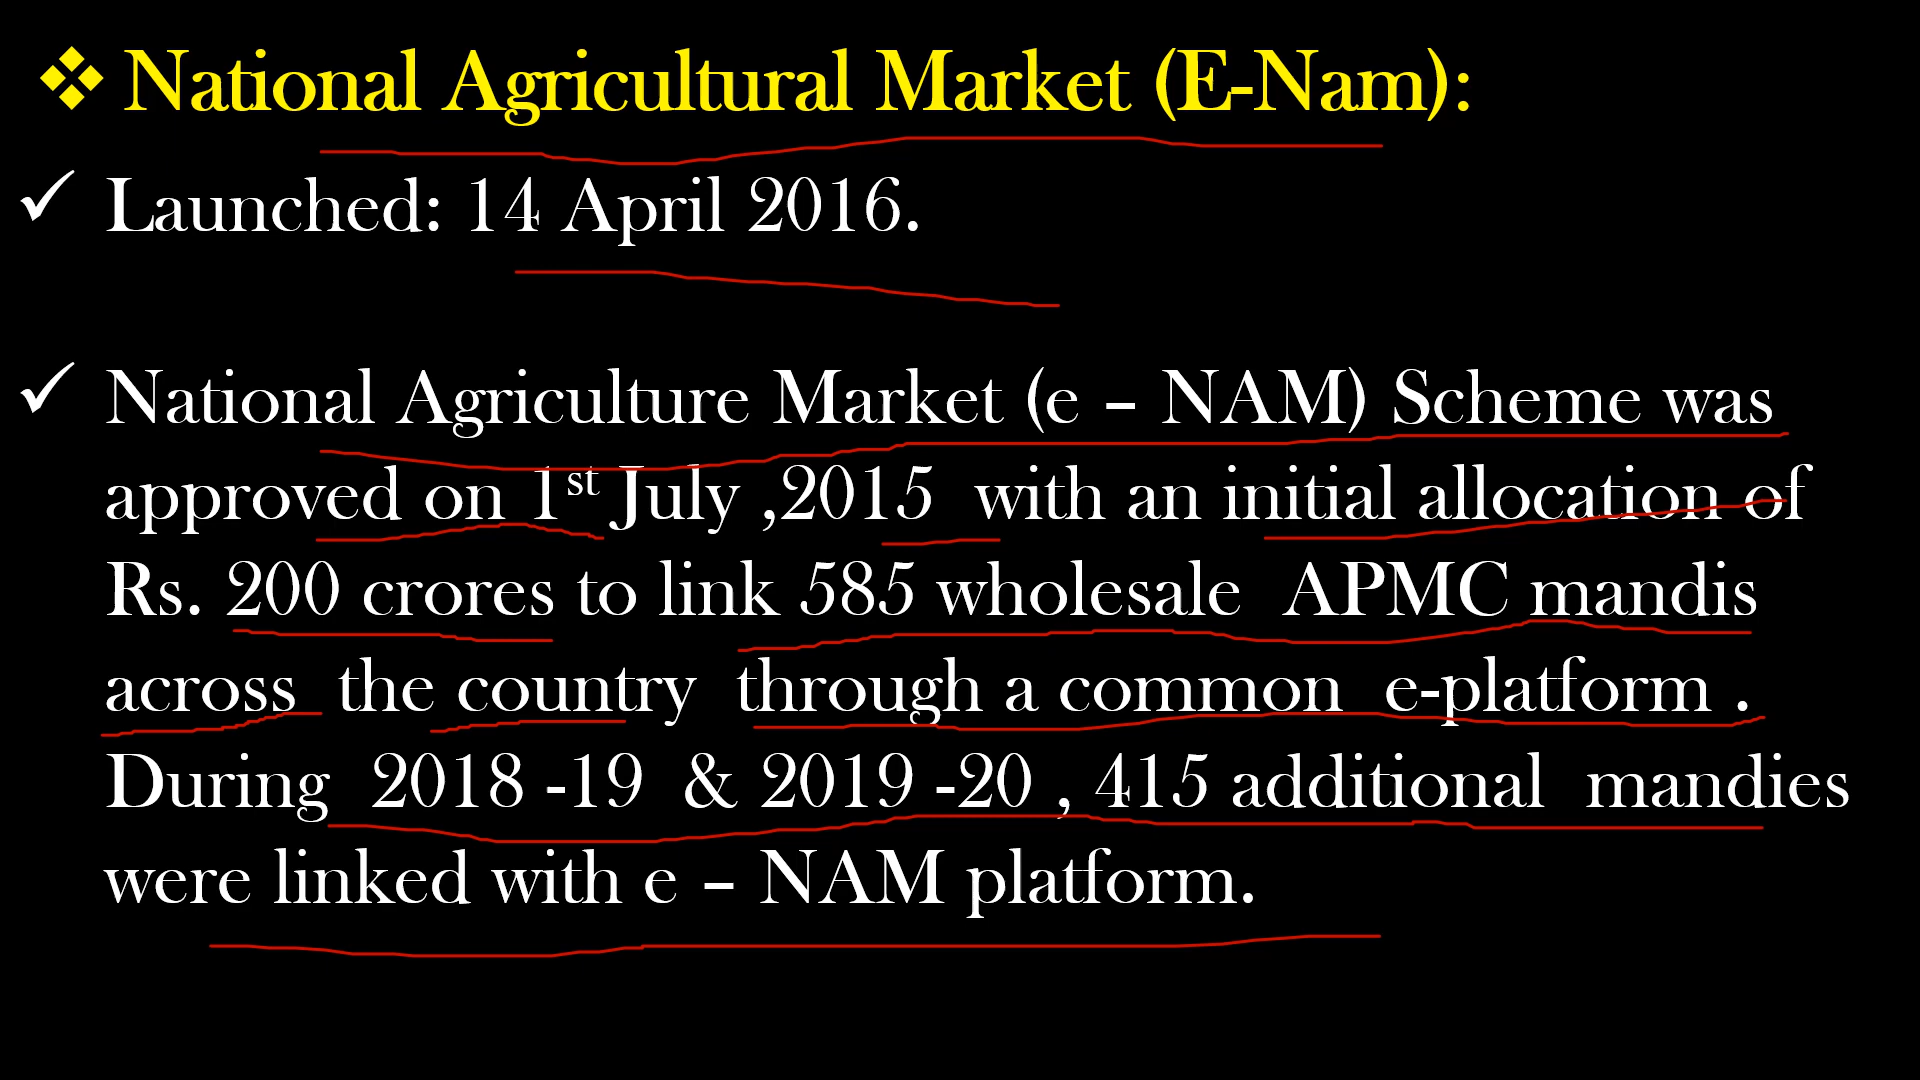 ❖ National Agricultural Market (E-Nam):
✓ Launched: 14 April 2016.
✓ National Agriculture Market (e – NAM) Scheme was
approved on 1st July ,2015 with an initial allocation of
Rs. 200 crores to link 585 wholesale APMC mandis
across the country through a common e-platform .
During 2018 -19 & 2019 -20 , 415 additional mandies
were linked with e – NAM platform.